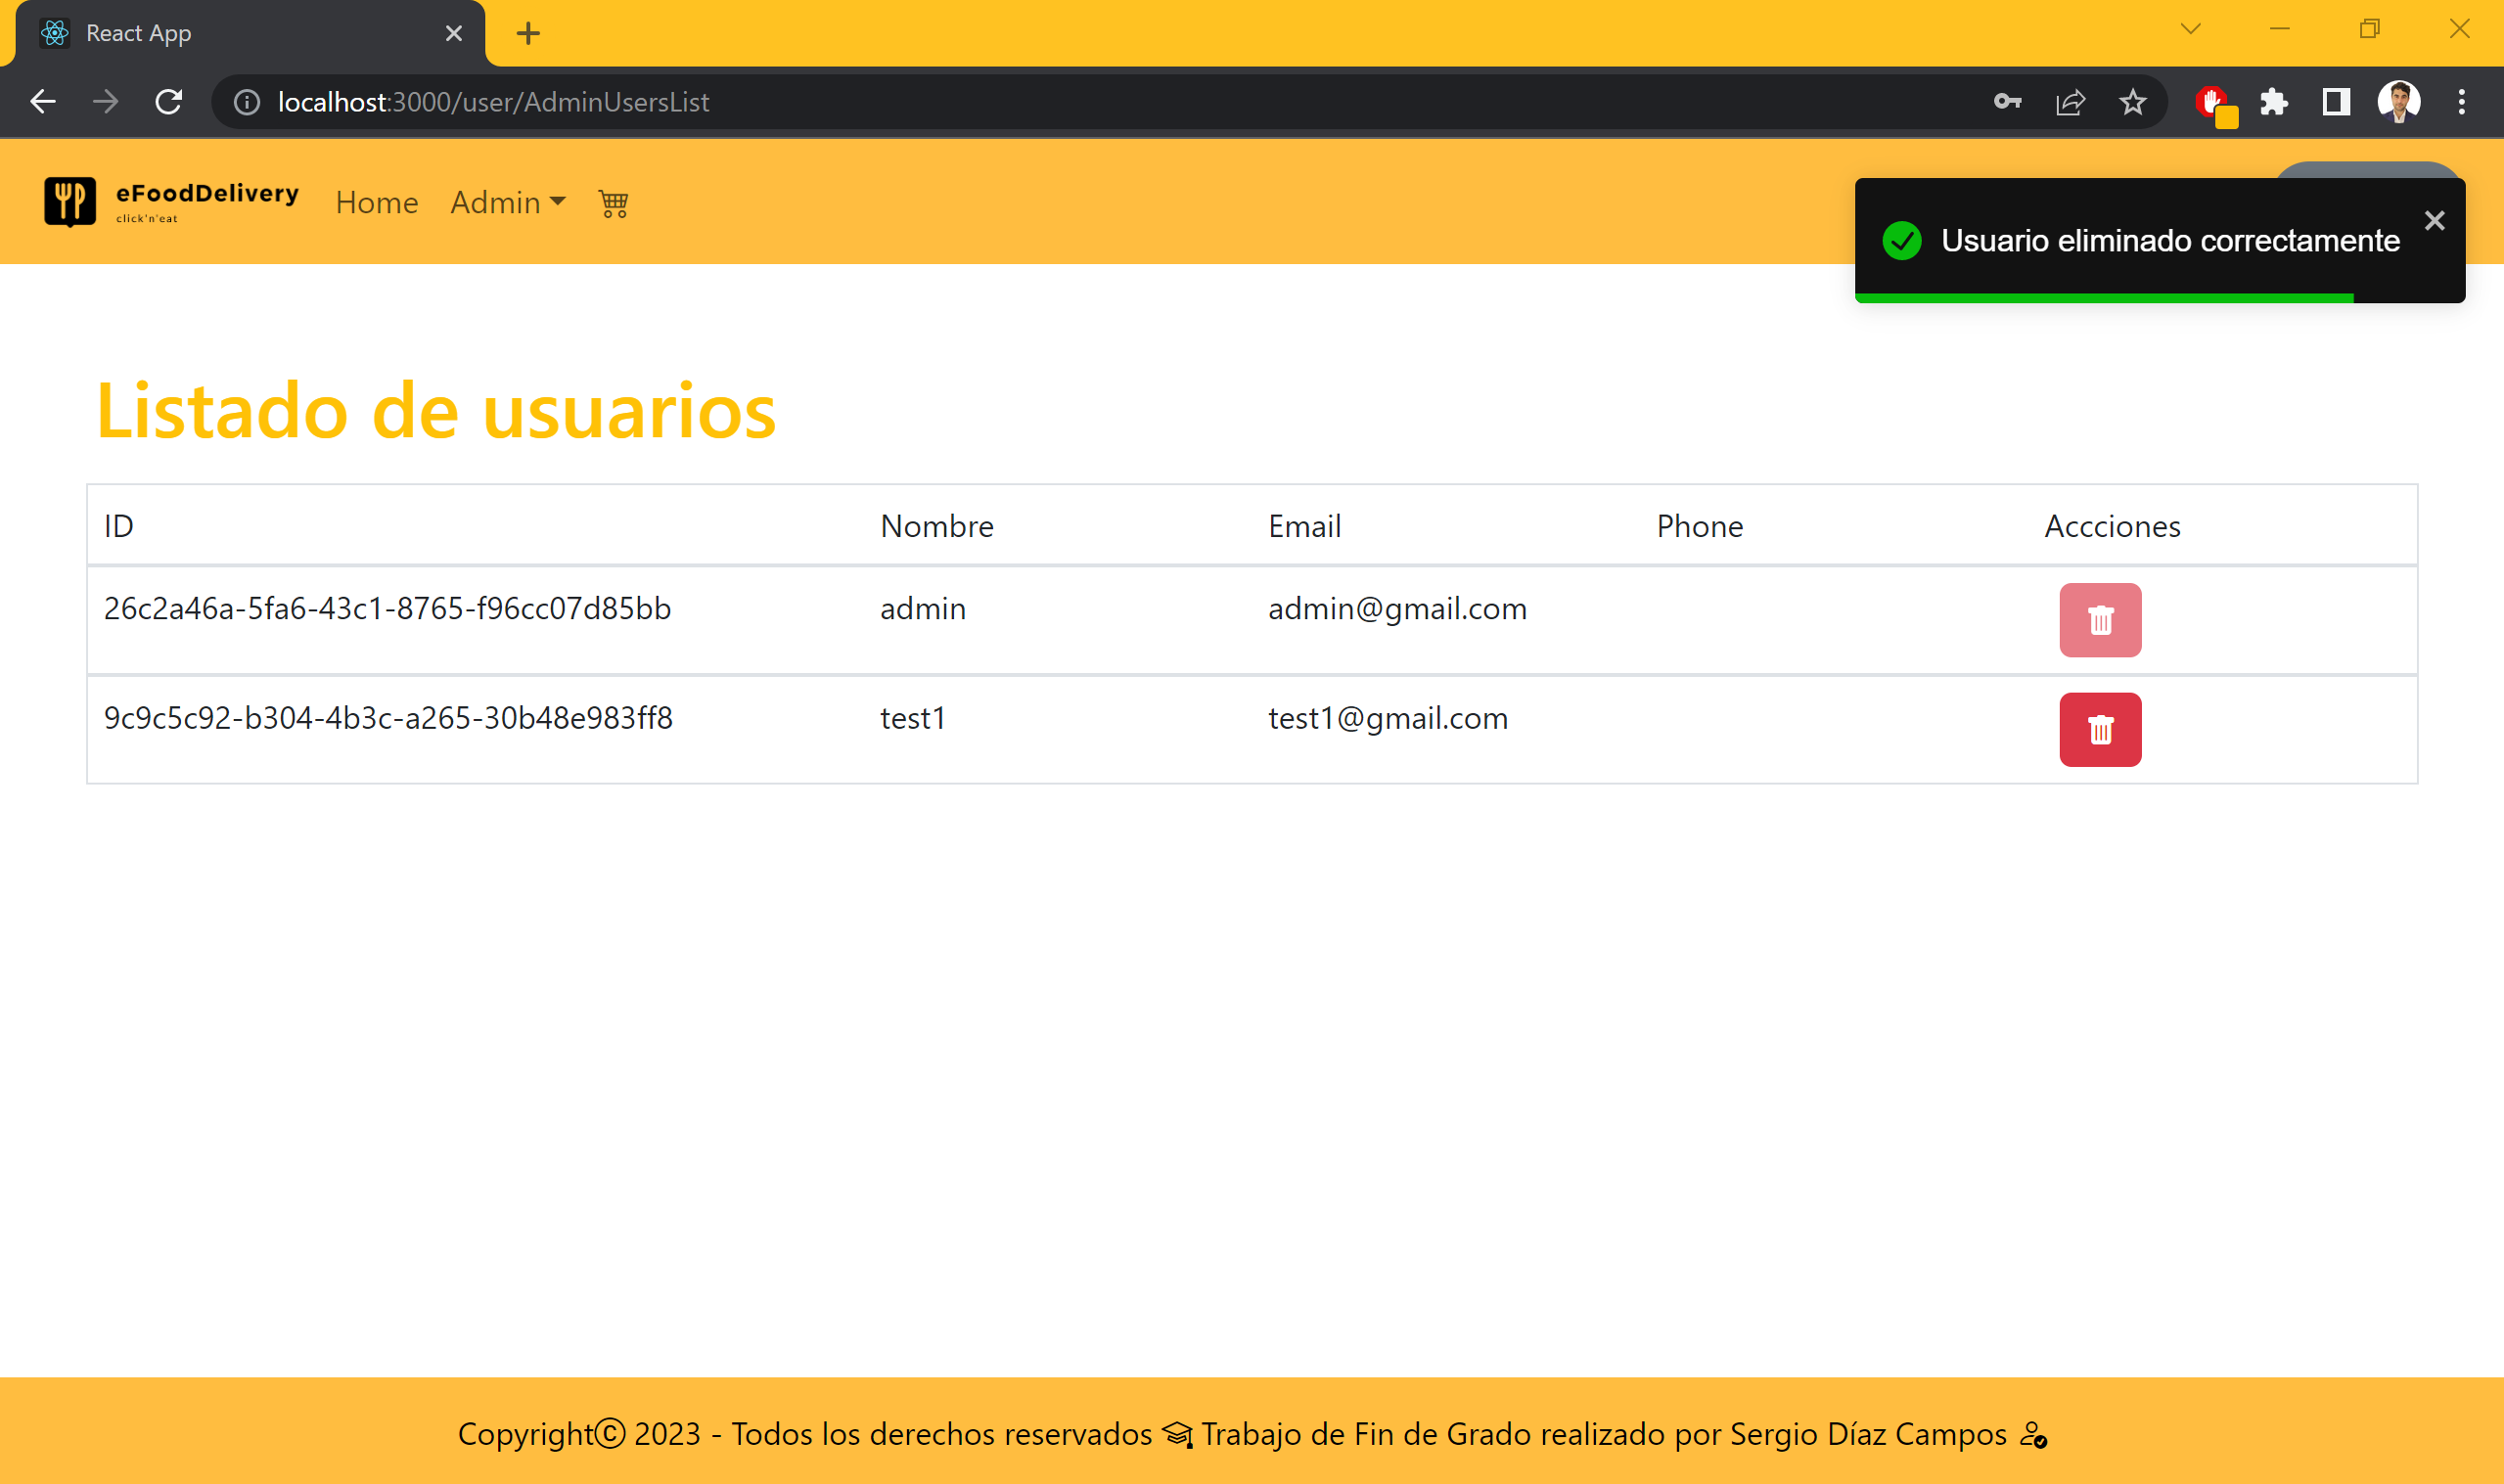 React App
localhost:3000/user/AdminUsersList
eFoodDelivery
click'n'eat
Home
Admin
Usuario eliminado correctamente
Listado de usuarios
ID Nombre Email Phone Accciones
26c2a46a-5fa6-43c1-8765-f96cc07d85bb admin admin@gmail.com
9c9c5c92-b304-4b3c-a265-30b48e983ff8 test1 test1@gmail.com
Copyright© 2023 - Todos los derechos reservados Trabajo de Fin de Grado realizado por Sergio Díaz Campos